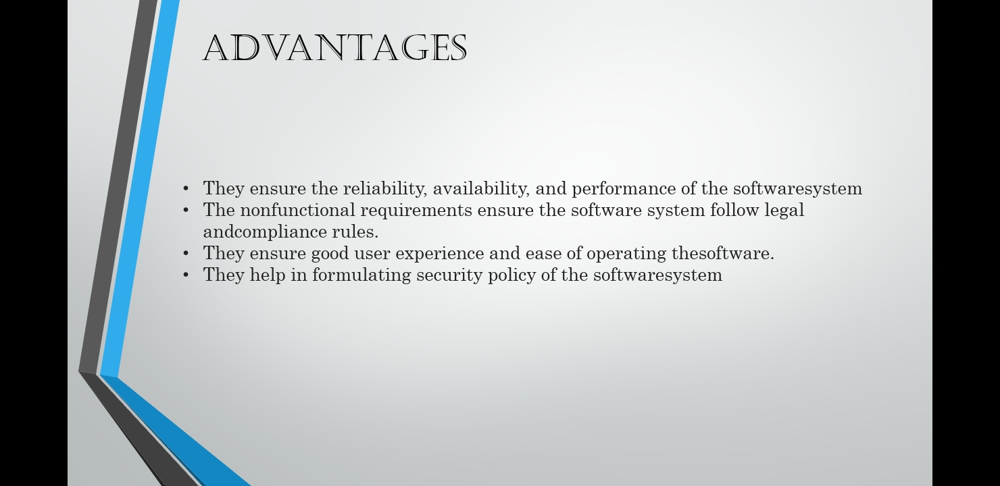 ADVANTAGES
• They ensure the reliability, availability, and performance of the softwaresystem
• The nonfunctional requirements ensure the software system follow legal
andcompliance rules.
• They ensure good user experience and ease of operating thesoftware.
• They help in formulating security policy of the softwaresystem